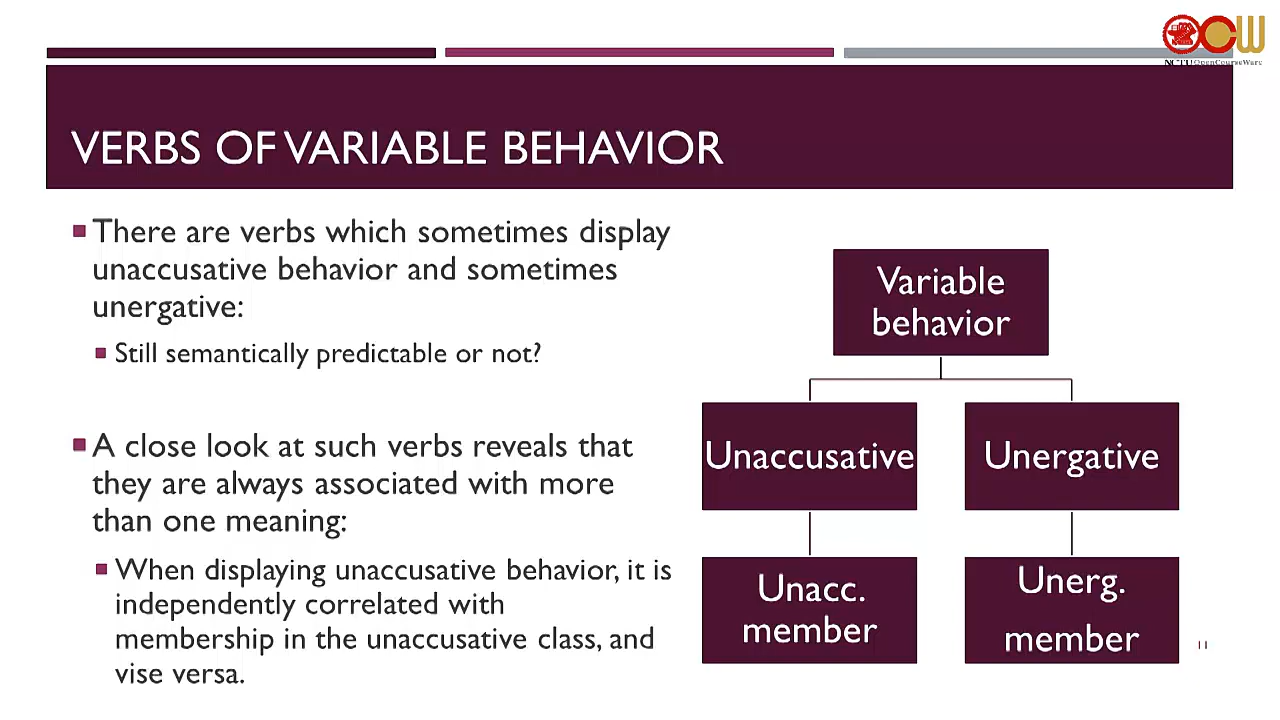 OCW
NCTU OpenCourseWare
VERBS OF VARIABLE BEHAVIOR
There are verbs which sometimes display
unaccusative behavior and sometimes
unergative:
Still semantically predictable or not?
A close look at such verbs reveals that
they are always associated with more
than one meaning:
When displaying unaccusative behavior, it is
independently correlated with
membership in the unaccusative class, and
vise versa.
Variable
behavior
Unaccusative
Unergative
Unacc.
member
Unerg.
member
11